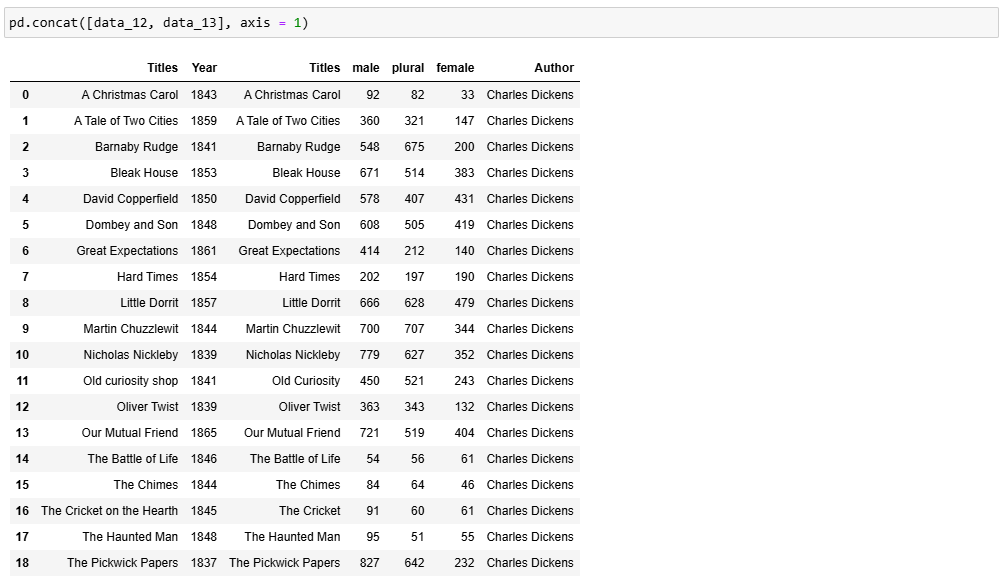 pd.concat([data_12, data_13], axis = 1)
Titles Year Titles male plural female Author
0 A Christmas Carol 1843 A Christmas Carol 92 82 33 Charles Dickens
1 A Tale of Two Cities 1859 A Tale of Two Cities 360 321 147 Charles Dickens
2 Barnaby Rudge 1841 Barnaby Rudge 548 675 200 Charles Dickens
3 Bleak House 1853 Bleak House 671 514 383 Charles Dickens
4 David Copperfield 1850 David Copperfield 578 407 431 Charles Dickens
5 Dombey and Son 1848 Dombey and Son 608 505 419 Charles Dickens
6 Great Expectations 1861 Great Expectations 414 212 140 Charles Dickens
7 Hard Times 1854 Hard Times 202 197 190 Charles Dickens
8 Little Dorrit 1857 Little Dorrit 666 628 479 Charles Dickens
9 Martin Chuzzlewit 1844 Martin Chuzzlewit 700 707 344 Charles Dickens
10 Nicholas Nickleby 1839 Nicholas Nickleby 779 627 352 Charles Dickens
11 Old curiosity shop 1841 Old Curiosity 450 521 243 Charles Dickens
12 Oliver Twist 1839 Oliver Twist 363 343 132 Charles Dickens
13 Our Mutual Friend 1865 Our Mutual Friend 721 519 404 Charles Dickens
14 The Battle of Life 1846 The Battle of Life 54 56 61 Charles Dickens
15 The Chimes 1844 The Chimes 84 64 46 Charles Dickens
16 The Cricket on the Hearth 1845 The Cricket 91 60 61 Charles Dickens
17 The Haunted Man 1848 The Haunted Man 95 51 55 Charles Dickens
18 The Pickwick Papers 1837 The Pickwick Papers 827 642 232 Charles Dickens